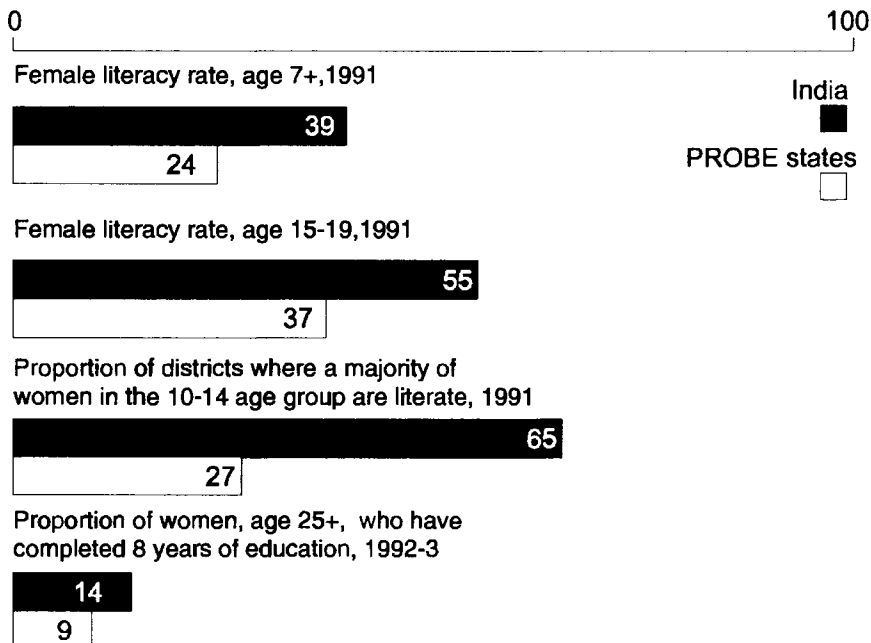 0 100
Female literacy rate, age 7+,1991
India
39
PROBE states
24
Female literacy rate, age 15-19,1991
55
37
Proportion of districts where a majority of
women in the 10-14 age group are literate, 1991
65
27
Proportion of women, age 25+, who have
completed 8 years of education, 1992-3
14
9